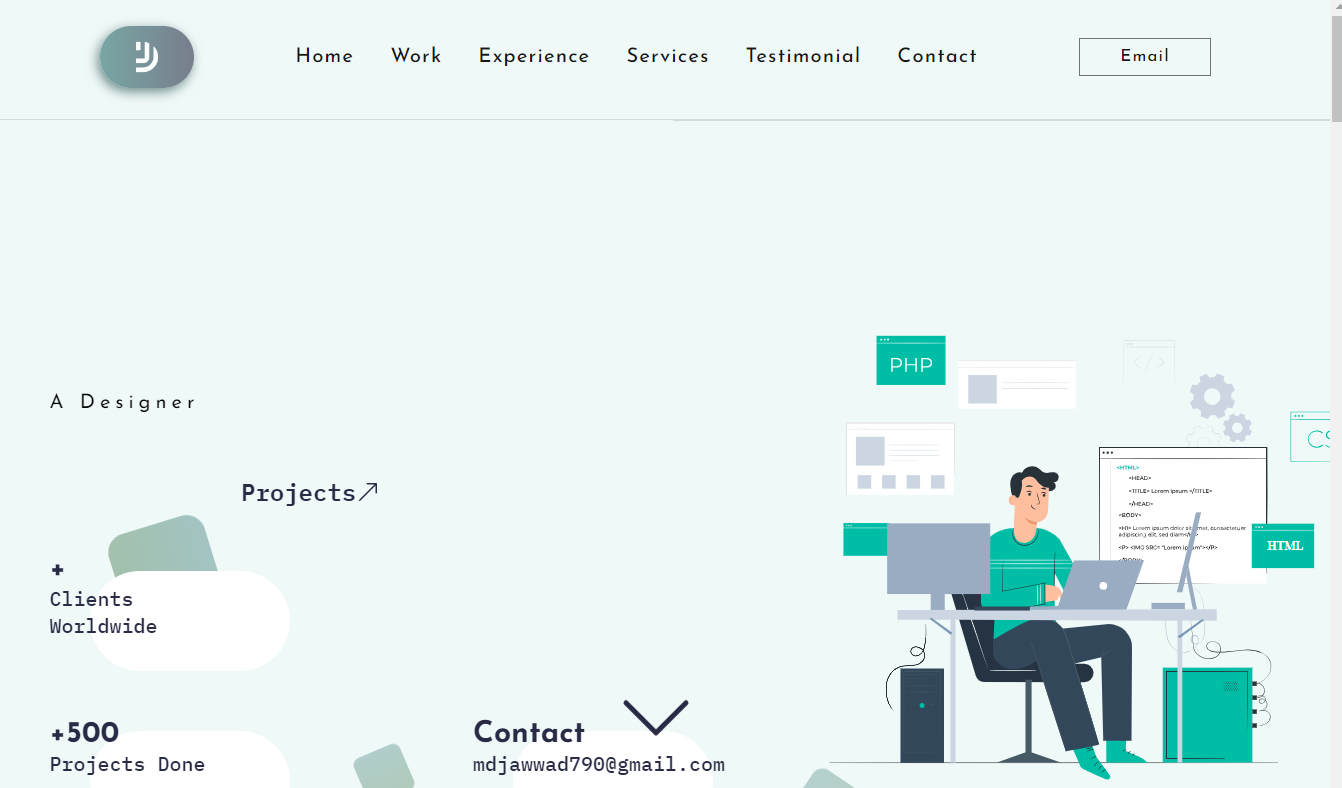 Home Work Experience Services Testimonial Contact Email
PHP
</>
A Designer
CS
<HTML>
<HEAD>
<TITLE> Lorem ipsum </TITLE>
</HEAD>
<BODY>
Projects
<H1> Lorem ipsum dolor sit amet, consectetuer
adipiscing elit, sed diam</H1>
<P> <IMG SRC= "Lorem ipsum"></P>
</BODY>
HTML
+
Clients
Worldwide
+500
Projects Done
Contact
mdjawwad790@gmail.com